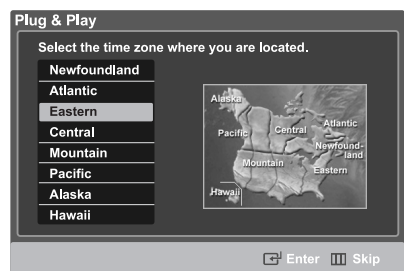 Plug & Play
Select the time zone where you are located.
Newfoundland
Atlantic
Eastern
Central
Mountain
Pacific
Alaska
Hawaii
Alaska
Pacific
Central
Atlantic
Newfound-
land
Mountain
Eastern
Hawaii
Enter
Skip